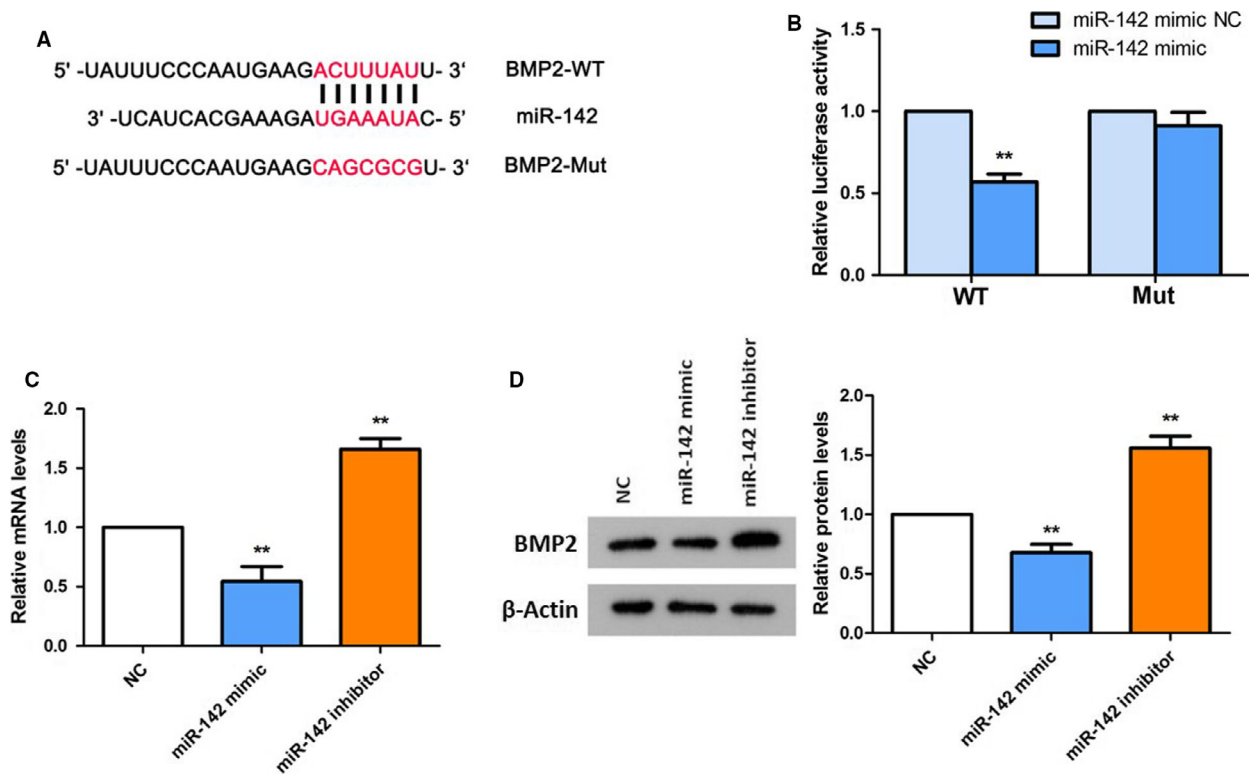 A
5' -UAUUUCCCAAUGAAGACUUUAUU- 3' BMP2-WT
3' -UCAUCACGAAAGAUGAAAUAC- 5' miR-142
5' -UAUUUCCCAAUGAAGCAGCGCGU- 3' BMP2-Mut
B
miR-142 mimic NC
miR-142 mimic
Relative luciferase activity
1.5
1.0
0.5
0.0
**
WT
Mut
C
Relative mRNA levels
2.0
1.5
1.0
0.5
0.0
**
**
NC
miR-142 mimic
miR-142 inhibitor
D
NC
miR-142 mimic
miR-142 inhibitor
BMP2
β-Actin
Relative protein levels
2.0
1.5
1.0
0.5
0.0
**
**
NC
miR-142 mimic
miR-142 inhibitor